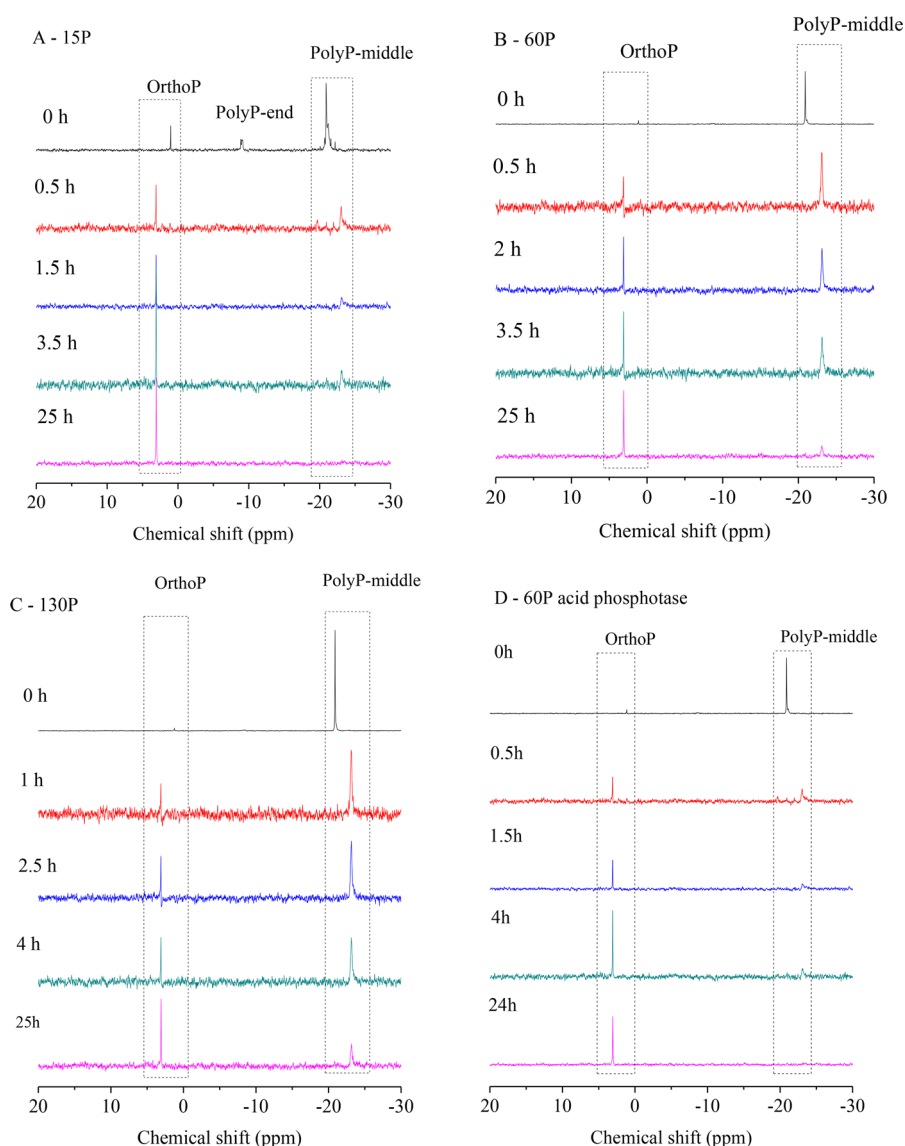 A - 15P
PolyP-middle
OrthoP
PolyP-end
0 h
0.5 h
1.5 h
3.5 h
25 h
20 10 0 -10 -20 -30
Chemical shift (ppm)
B - 60P
PolyP-middle
OrthoP
0 h
0.5 h
2 h
3.5 h
25 h
20 10 0 -10 -20 -30
Chemical shift (ppm)
C - 130P
OrthoP
PolyP-middle
0 h
1 h
2.5 h
4 h
25h
20 10 0 -10 -20 -30
Chemical shift (ppm)
D - 60P acid phosphotase
OrthoP
PolyP-middle
0h
0.5h
1.5h
4h
24h
20 10 0 -10 -20 -30
Chemical shift (ppm)